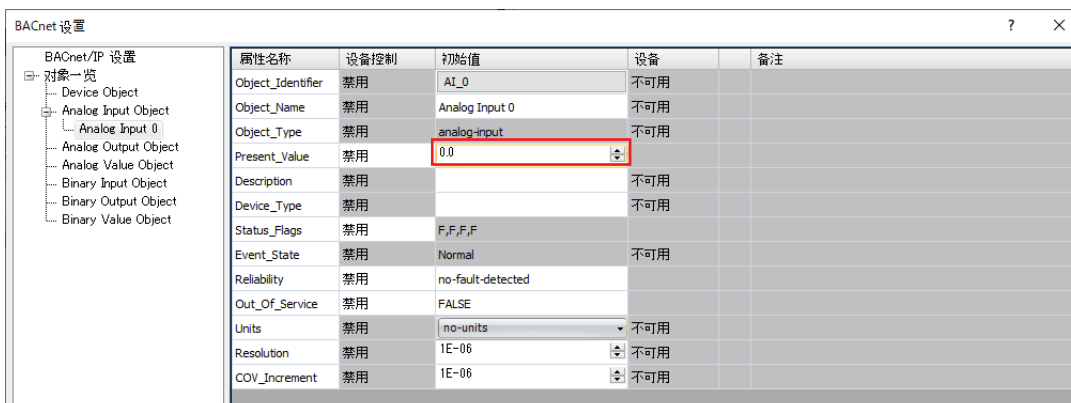 BACnet 设置
? ×
BACnet/IP 设置
对象一览
Device Object
Analog Input Object
Analog Input 0
Analog Output Object
Analog Value Object
Binary Input Object
Binary Output Object
Binary Value Object
属性名称 设备控制 初始值 设备 备注
Object_Identifier 禁用 AI_0 不可用
Object_Name 禁用 Analog Input 0 不可用
Object_Type 禁用 analog-input 不可用
Present_Value 禁用 0.0
Description 禁用 不可用
Device_Type 禁用 不可用
Status_Flags 禁用 F,F,F,F
Event_State 禁用 Normal 不可用
Reliability 禁用 no-fault-detected
Out_Of_Service 禁用 FALSE
Units 禁用 no-units 不可用
Resolution 禁用 1E-06 不可用
COV_Increment 禁用 1E-06 不可用